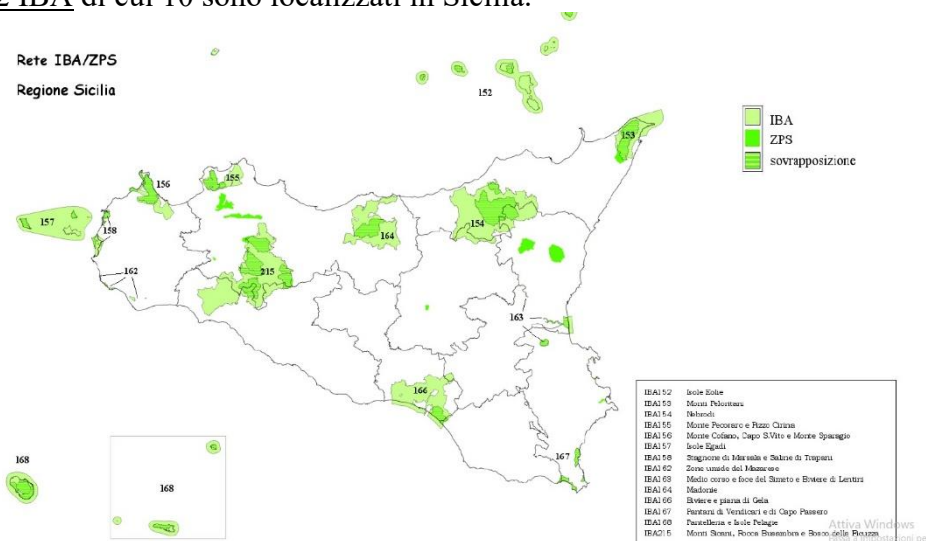 2 IBA di cui 10 sono localizzati in Sicilia.
Rete IBA/ZPS
Regione Sicilia
IBA
ZPS
sovrapposizione
152
153
155
156
157
158
154
164
162
215
163
166
167
168
168
IBA152 Isole Eolie
IBA153 Monti Peloritani
IBA154 Nebrodi
IBA155 Monte Pecoraro e Pizzo Cirina
IBA156 Monte Cofano, Capo S.Vito e Monte Sparagio
IBA157 Isole Egadi
IBA158 Stagnone di Marsala e Saline di Trapani
IBA162 Zone umide del Mazarese
IBA163 Medio corso e foce del Simeto e Biviere di Lentini
IBA164 Madonie
IBA166 Biviere e piana di Gela
IBA167 Pantani di Vendicari e di Capo Passero
IBA168 Pantelleria e Isole Pelagie
IBA215 Monti Sicani, Rocca Busambra e Bosco della Ficuzza
Attiva Windows